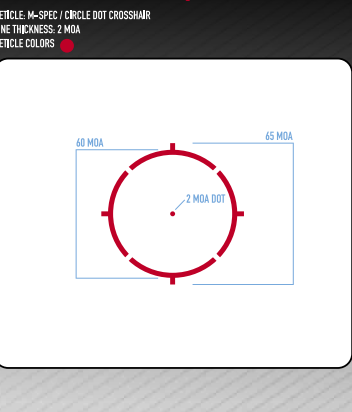 ETICLE: M-SPEC / CIRCLE DOT CROSSHAIR
NE THICKNESS: 2 MOA
ETICLE COLORS
60 MOA
65 MOA
2 MOA DOT